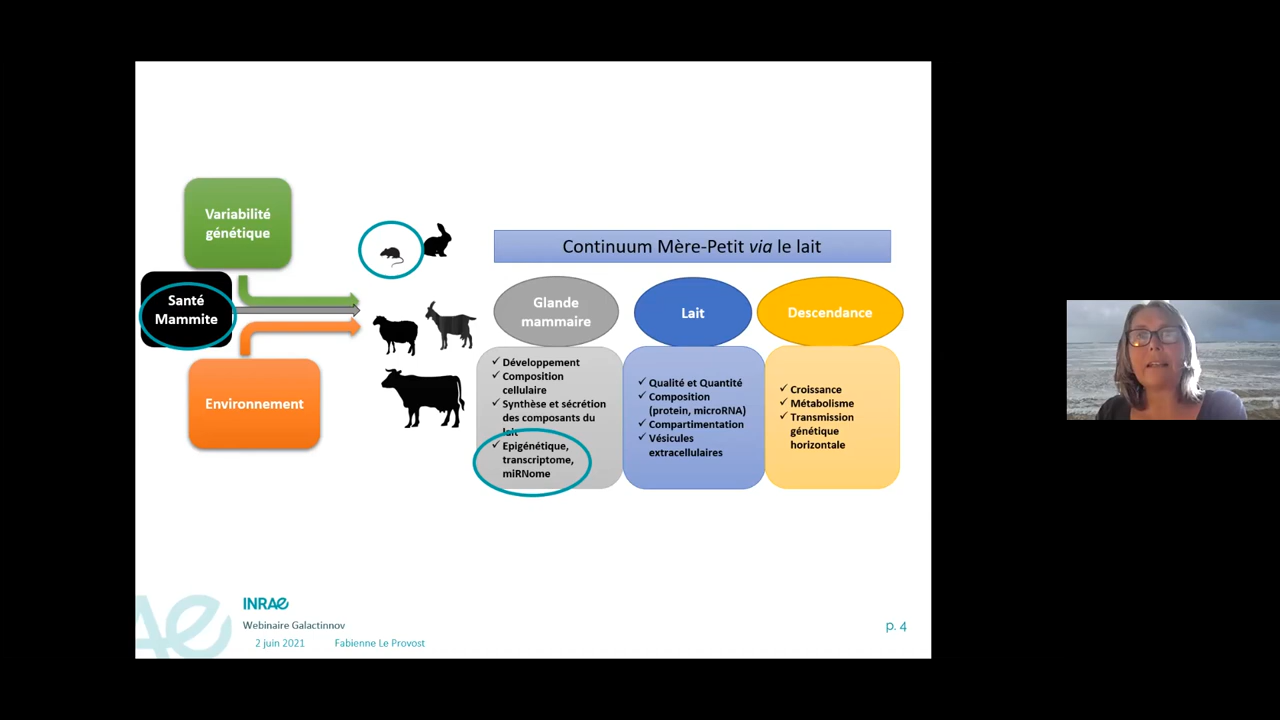 Variabilité
génétique
Santé
Mammite
Environnement
Continuum Mère-Petit via le lait
Glande
mammaire
✓ Développement
✓ Composition
cellulaire
✓ Synthèse et sécrétion
des composants du
lait
✓ Epigénétique,
transcriptome,
miRNome
Lait
✓ Qualité et Quantité
✓ Composition
(protein, microRNA)
✓ Compartimentation
✓ Vésicules
extracellulaires
Descendance
✓ Croissance
✓ Métabolisme
✓ Transmission
génétique
horizontale
INRAE
Webinaire Galactinnov
2 juin 2021 Fabienne Le Provost
p. 4